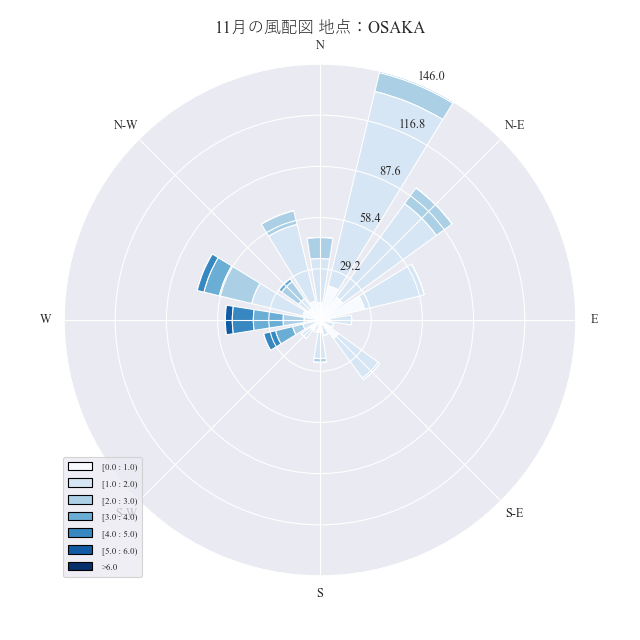 11月の風配図 地点：OSAKA
N
146.0
N-W
116.8
N-E
87.6
58.4
29.2
W
E
[0.0 : 1.0)
[1.0 : 2.0)
[2.0 : 3.0)
S-W
[3.0 : 4.0)
S-E
[4.0 : 5.0)
[5.0 : 6.0)
>6.0
S